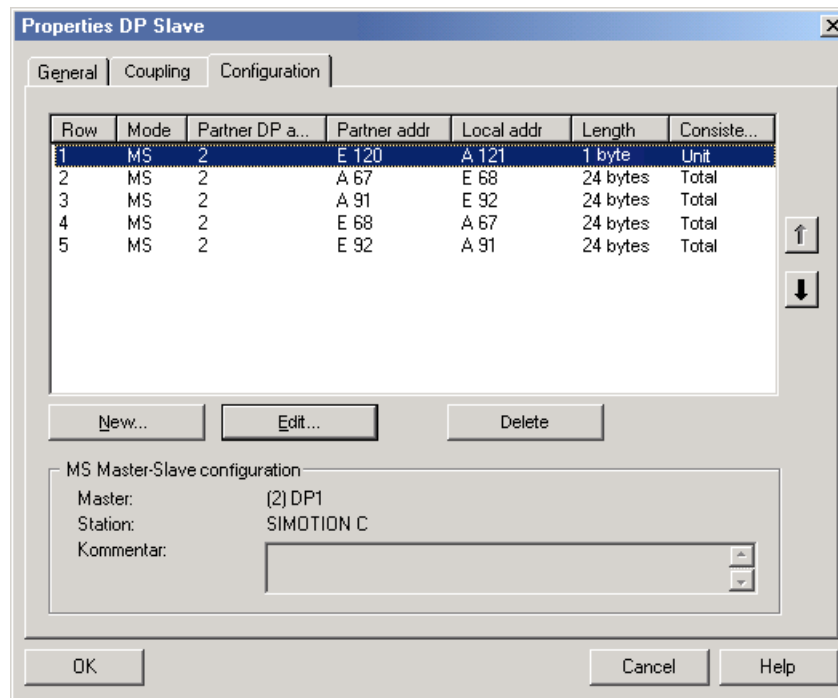 Properties DP Slave
General Coupling Configuration
Row Mode Partner DP a... Partner addr Local addr Length Consiste...
1 MS 2 E 120 A 121 1 byte Unit
2 MS 2 A 67 E 68 24 bytes Total
3 MS 2 A 91 E 92 24 bytes Total
4 MS 2 E 68 A 67 24 bytes Total
5 MS 2 E 92 A 91 24 bytes Total
New... Edit... Delete
MS Master-Slave configuration
Master: (2) DP1
Station: SIMOTION C
Kommentar:
OK Cancel Help